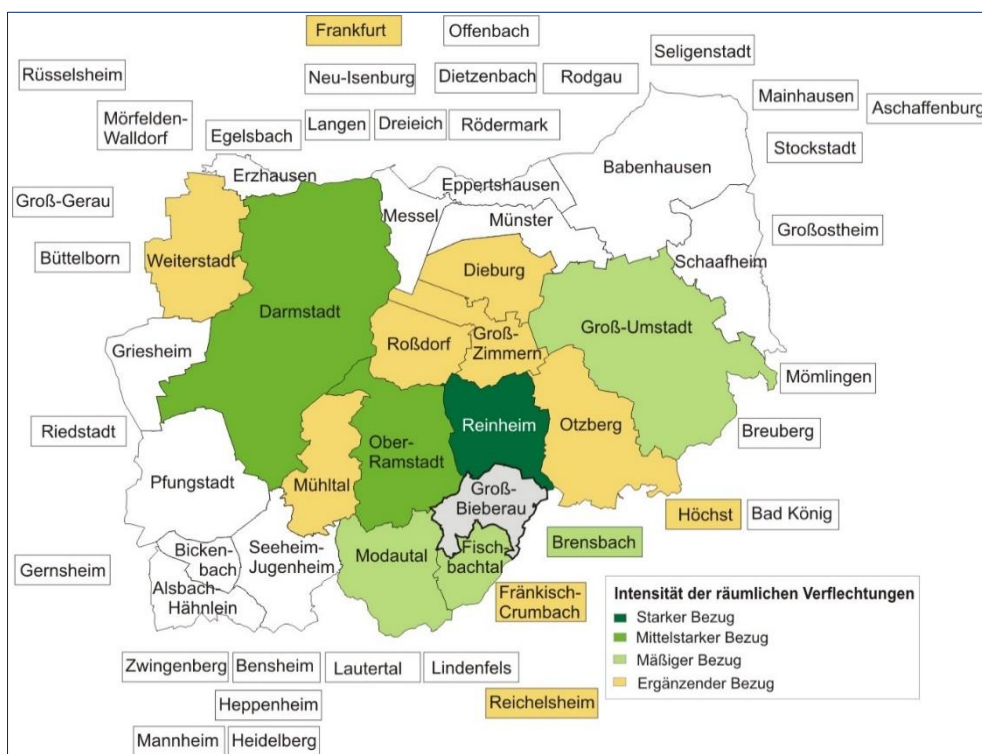 Frankfurt
Offenbach
Seligenstadt
Rüsselsheim
Neu-Isenburg
Dietzenbach
Rodgau
Mainhausen
Aschaffenburg
Mörfelden-
Walldorf
Egelsbach
Langen
Dreieich
Rödermark
Stockstadt
Erzhausen
Eppertshausen
Babenhausen
Groß-Gerau
Messel
Münster
Großostheim
Büttelborn
Weiterstadt
Dieburg
Schaafheim
Darmstadt
Groß-Umstadt
Griesheim
Roßdorf
Groß-
Zimmern
Mömlingen
Riedstadt
Ober-
Ramstadt
Reinheim
Otzberg
Breuberg
Pfungstadt
Mühltal
Groß-
Bieberau
Höchst
Bad König
Gernsheim
Bicken-
bach
Seeheim-
Jugenheim
Modautal
Fisch-
bachtal
Brensbach
Alsbach-
Hähnlein
Fränkisch-
Crumbach
Intensität der räumlichen Verflechtungen
Starker Bezug
Mittelstarker Bezug
Mäßiger Bezug
Ergänzender Bezug
Zwingenberg
Bensheim
Lautertal
Lindenfels
Heppenheim
Reichelsheim
Mannheim
Heidelberg